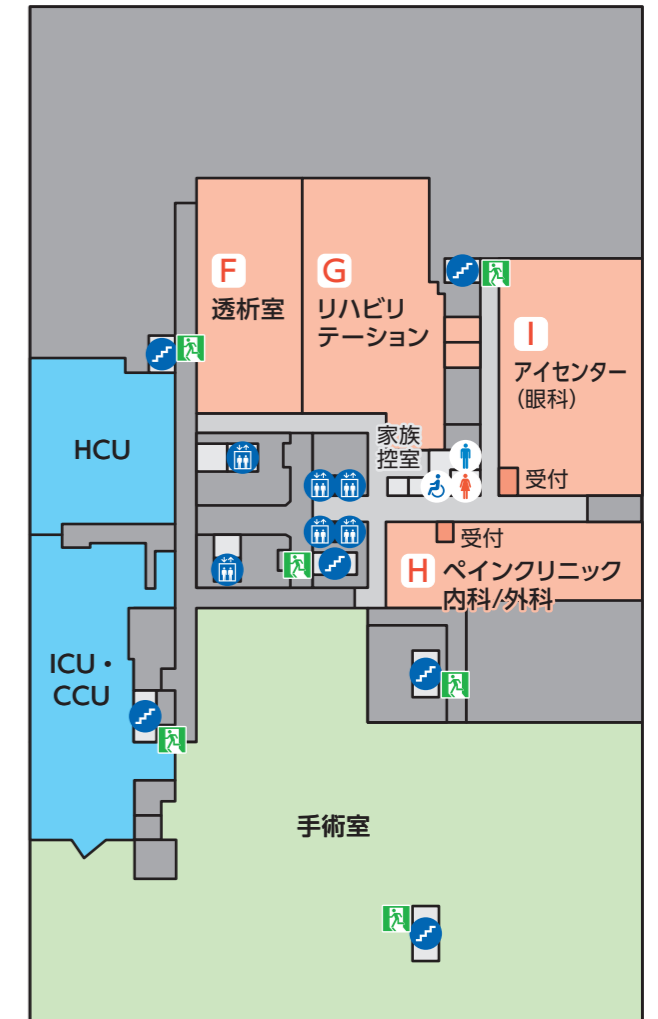 F
透析室
G
リハビリ
テーション
I
アイセンター
（眼科）
HCU
家族
控室
受付
受付
H ペインクリニック
内科/外科
ICU・
CCU
手術室